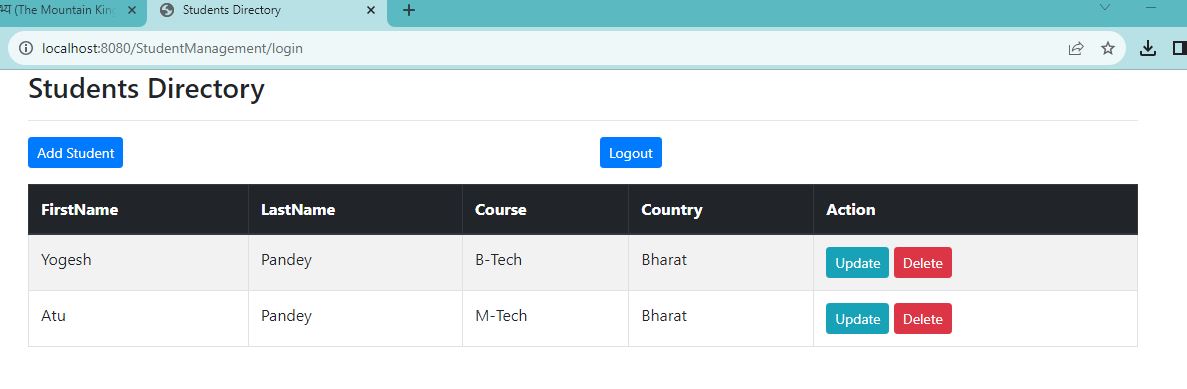 भ्य (The Mountain King
Students Directory
localhost:8080/StudentManagement/login
Students Directory
Add Student Logout
FirstName LastName Course Country Action
Yogesh Pandey B-Tech Bharat Update Delete
Atu Pandey M-Tech Bharat Update Delete